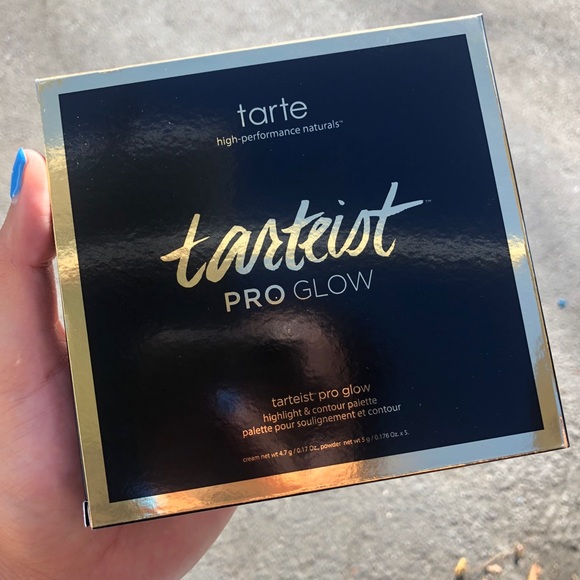 tarte
high-performance naturals™
tarteist™
PRO GLOW
tarteist™ pro glow
highlight & contour palette
palette pour soulignement et contour
cream net wt 4.7 g / 0.17 Oz., powder net wt 5 g / 0.176 Oz. x 5.